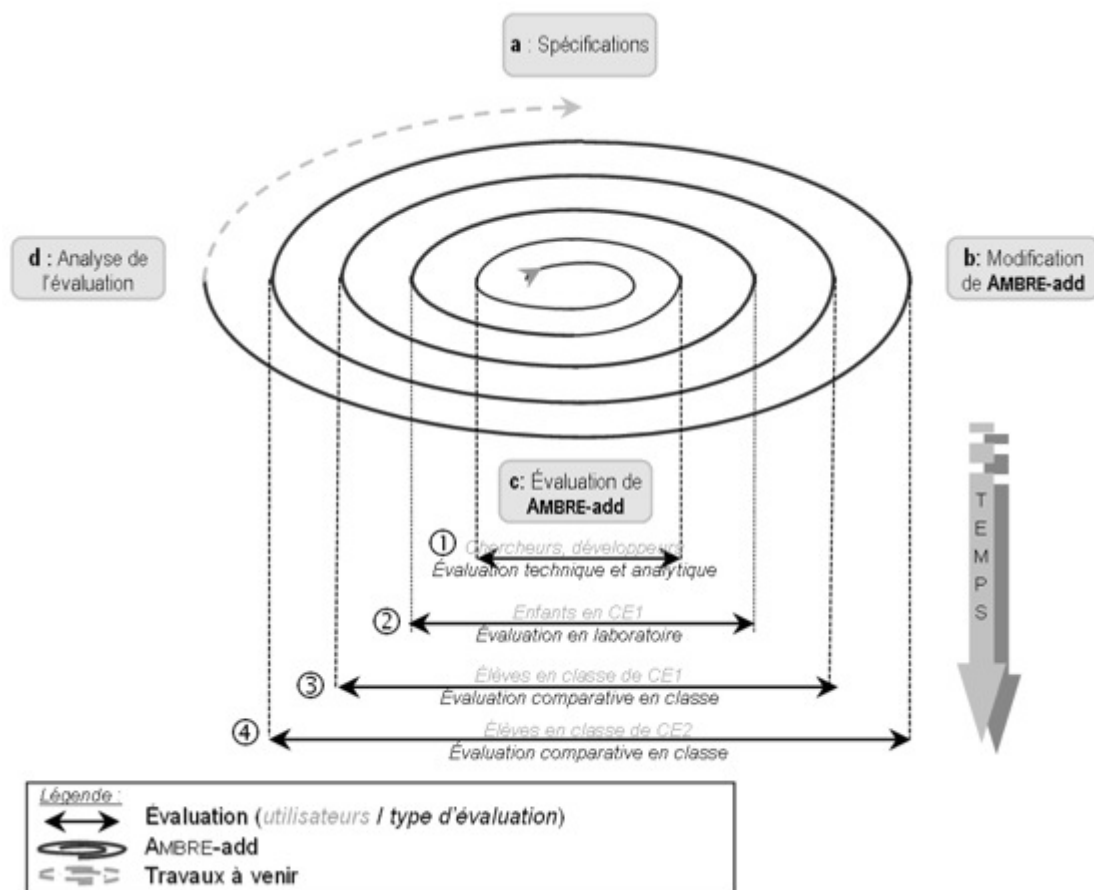 a : Spécifications
d : Analyse de
l'évaluation
b: Modification
de AMBRE-add
c: Évaluation de
AMBRE-add
① Chercheurs, développeurs
Évaluation technique et analytique
② Enfants en CE1
Évaluation en laboratoire
③ Élèves en classe de CE1
Évaluation comparative en classe
④ Élèves en classe de CE2
Évaluation comparative en classe
TEMPS
Légende :
Évaluation (utilisateurs / type d'évaluation)
AMBRE-add
Travaux à venir